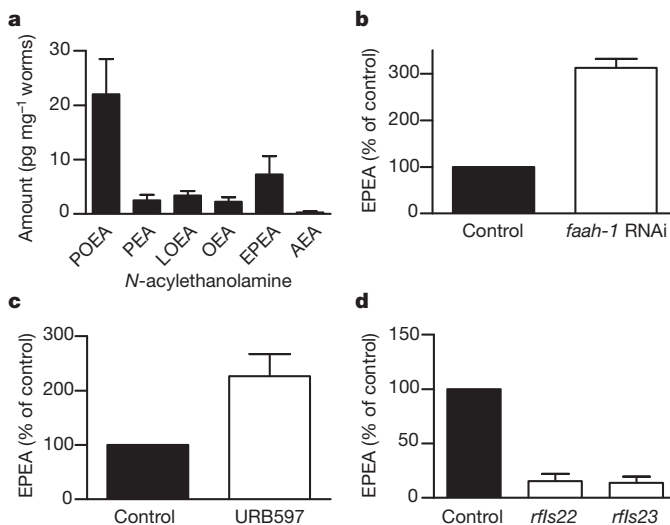 a
30
20
10
0
Amount (pg mg⁻¹ worms)
POEA
PEA
LOEA
OEA
EPEA
AEA
N-acylethanolamine
b
300
200
100
0
EPEA (% of control)
Control
faah-1 RNAi
c
300
200
100
0
EPEA (% of control)
Control
URB597
d
150
100
50
0
EPEA (% of control)
Control
rfls22
rfls23